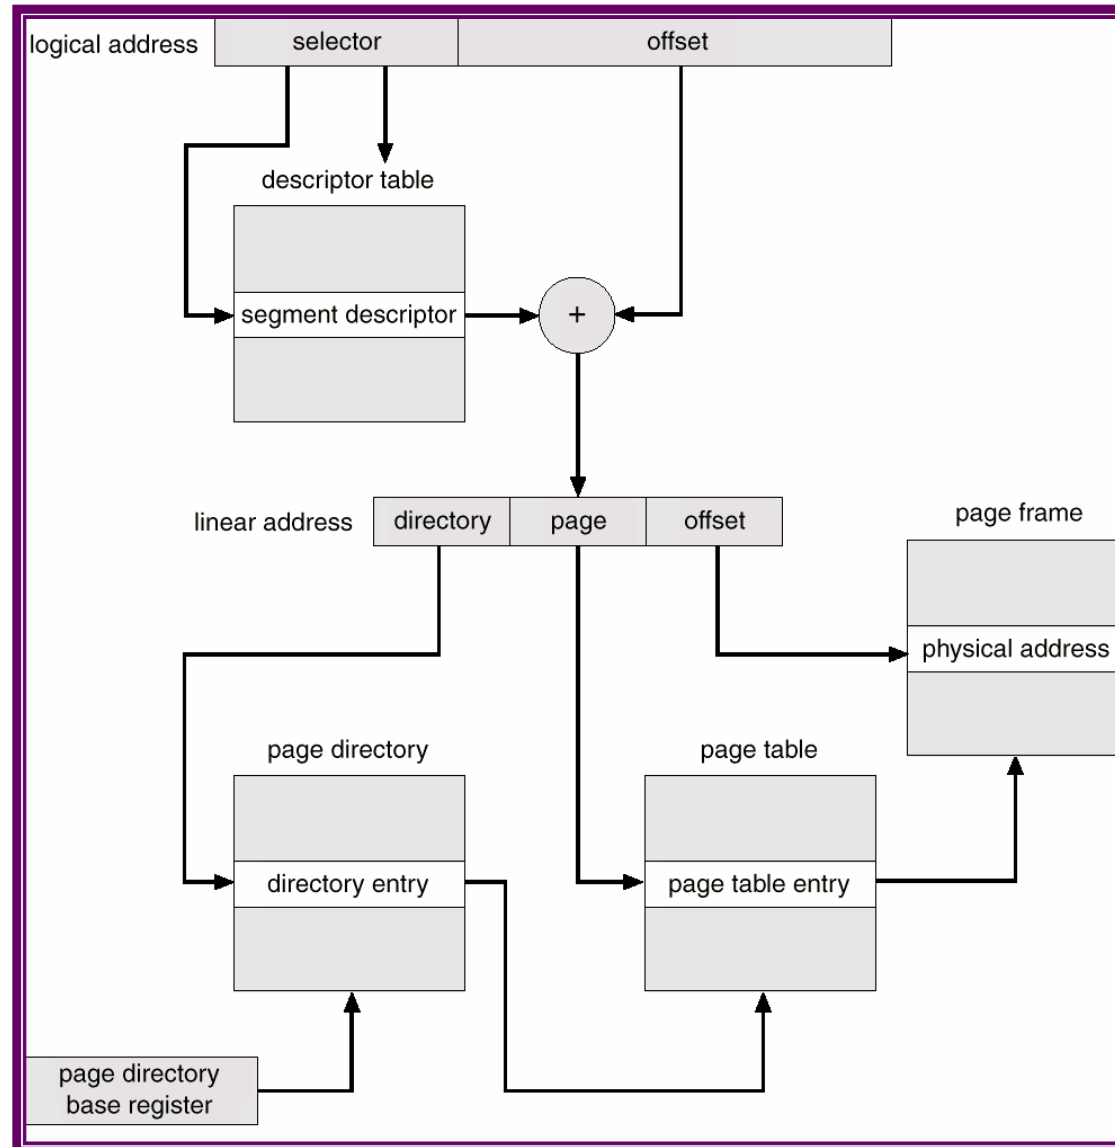 logical address
selector
offset
descriptor table
segment descriptor
+
linear address
directory
page
offset
page frame
physical address
page directory
page table
directory entry
page table entry
page directory
base register